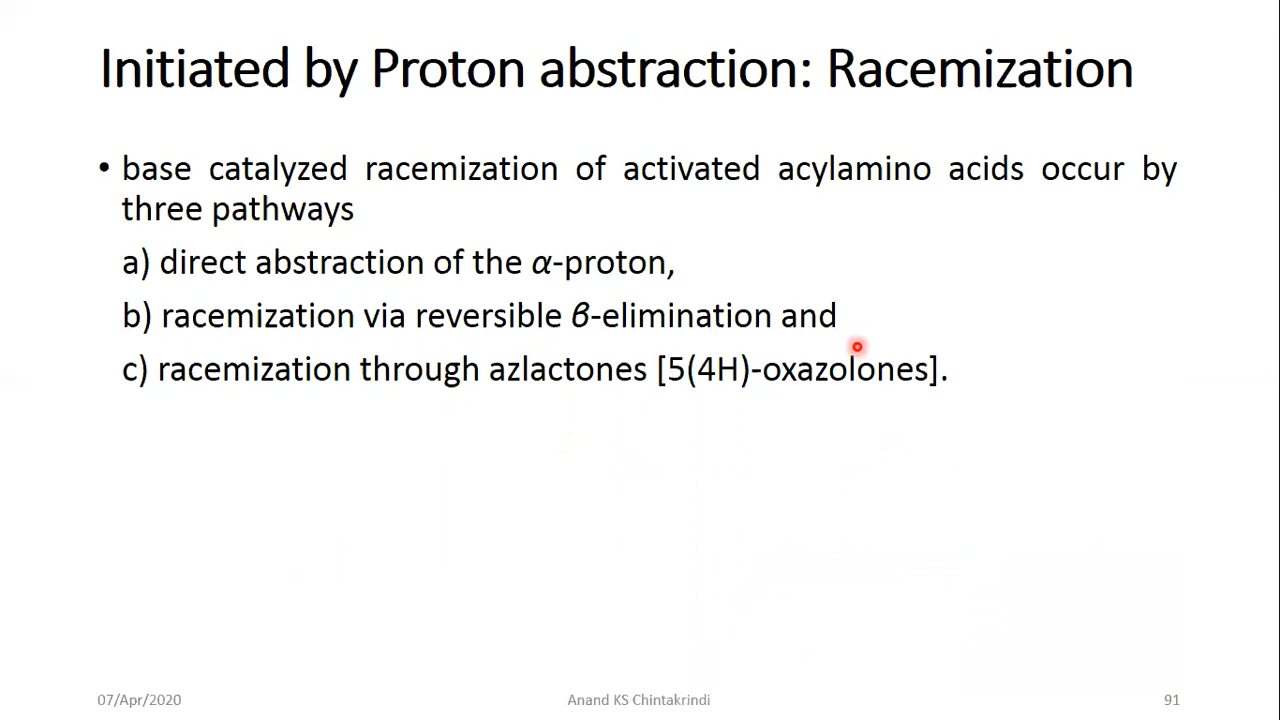 Initiated by Proton abstraction: Racemization
• base catalyzed racemization of activated acylamino acids occur by
three pathways
a) direct abstraction of the α-proton,
b) racemization via reversible β-elimination and
c) racemization through azlactones [5(4H)-oxazolones].
07/Apr/2020
Anand KS Chintakrindi
91